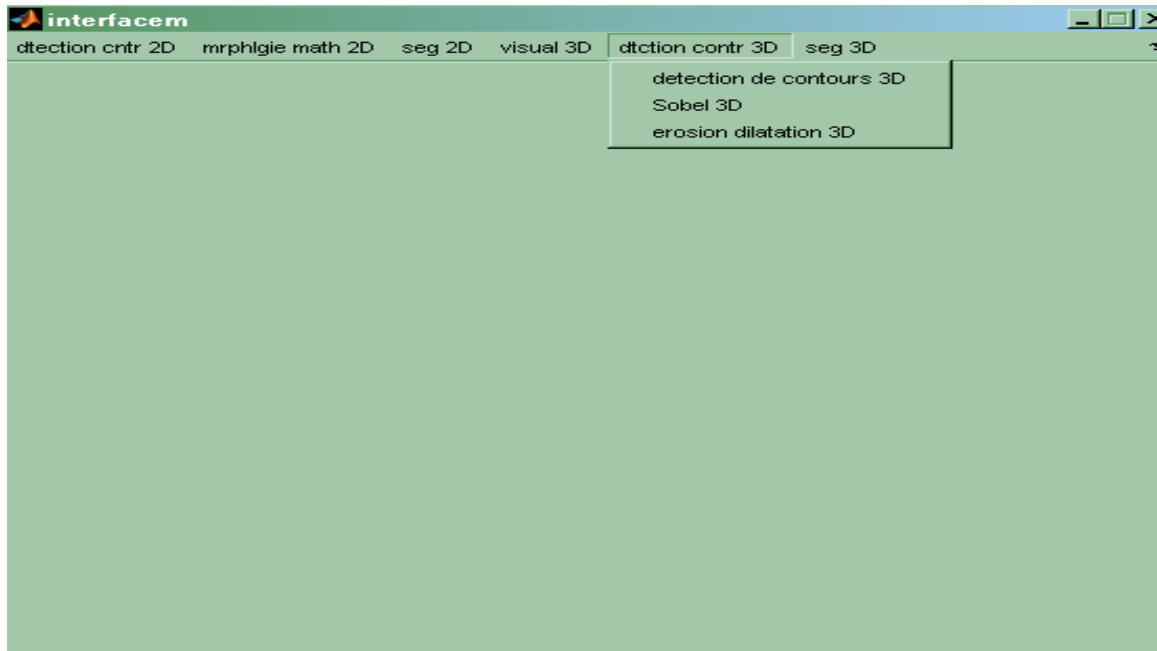 interfacem
dtection cntr 2D mrphlgie math 2D seg 2D visual 3D dtction contr 3D seg 3D
detection de contours 3D
Sobel 3D
erosion dilatation 3D